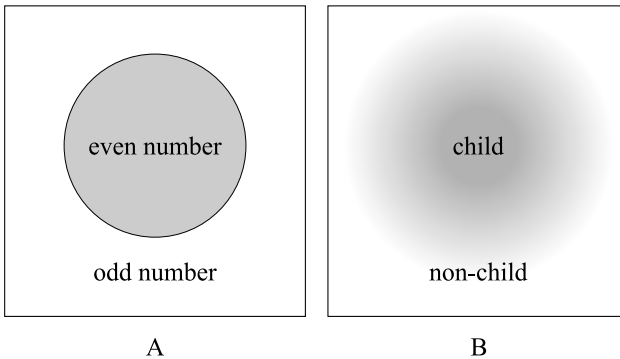 even number
odd number
A
child
non-child
B